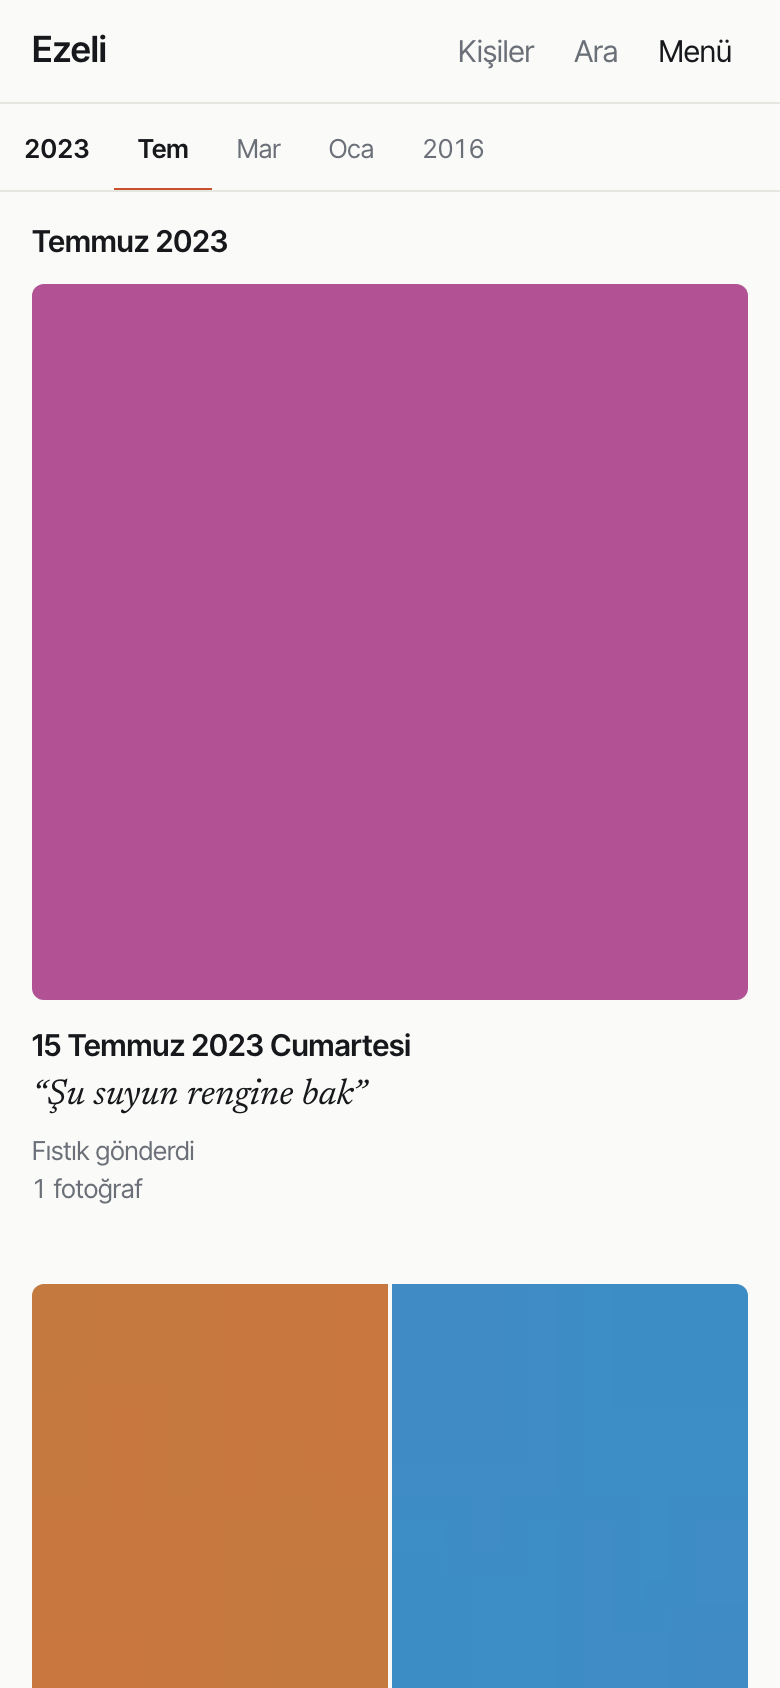 Ezeli
Kişiler
Ara
Menü
2023
Tem
Mar
Oca
2016
Temmuz 2023
15 Temmuz 2023 Cumartesi
“Şu suyun rengine bak”
Fıstık gönderdi
1 fotoğraf